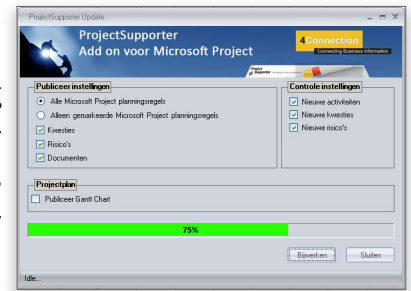 ProjectSupporter Update
ProjectSupporter
Add on voor Microsoft Project
4Connection
Connecting Business Information
Project
Supporter
Publiceer instellingen
Alle Microsoft Project planningsregels
Alleen gemarkeerde Microsoft Project planningsregels
Kwesties
Risico's
Documenten
Controle instellingen
Nieuwe activiteiten
Nieuwe kwesties
Nieuwe risico's
Projectplan
Publiceer Gantt Chart
75%
Bijwerken
Sluiten
Idle...